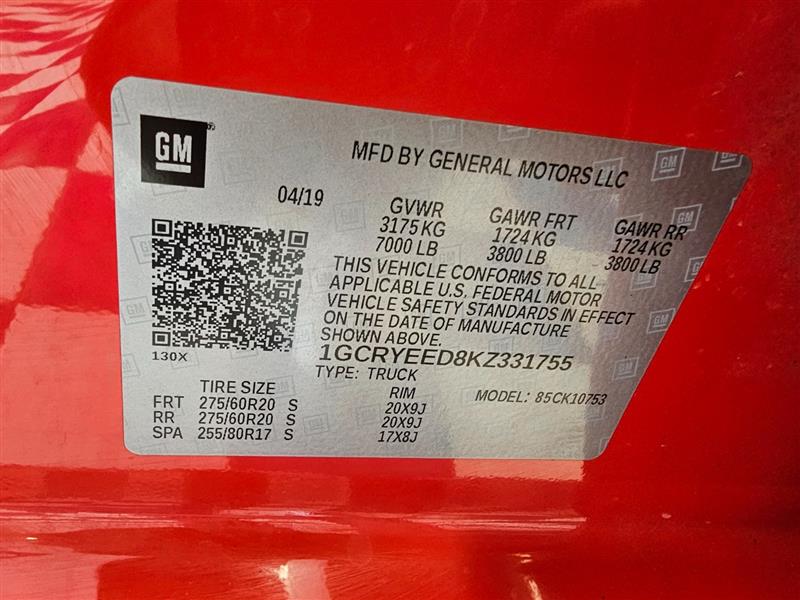 GM
MFD BY GENERAL MOTORS LLC
04/19
GVWR GAWR FRT GAWR RR
3175 KG 1724 KG 1724 KG
7000 LB 3800 LB 3800 LB
THIS VEHICLE CONFORMS TO ALL
APPLICABLE U.S. FEDERAL MOTOR
VEHICLE SAFETY STANDARDS IN EFFECT
ON THE DATE OF MANUFACTURE
SHOWN ABOVE.
130X
1GCRYEED8KZ331755
TYPE: TRUCK MODEL: 85CK10753
TIRE SIZE RIM
FRT 275/60R20 S 20X9J
RR 275/60R20 S 20X9J
SPA 255/80R17 S 17X8J